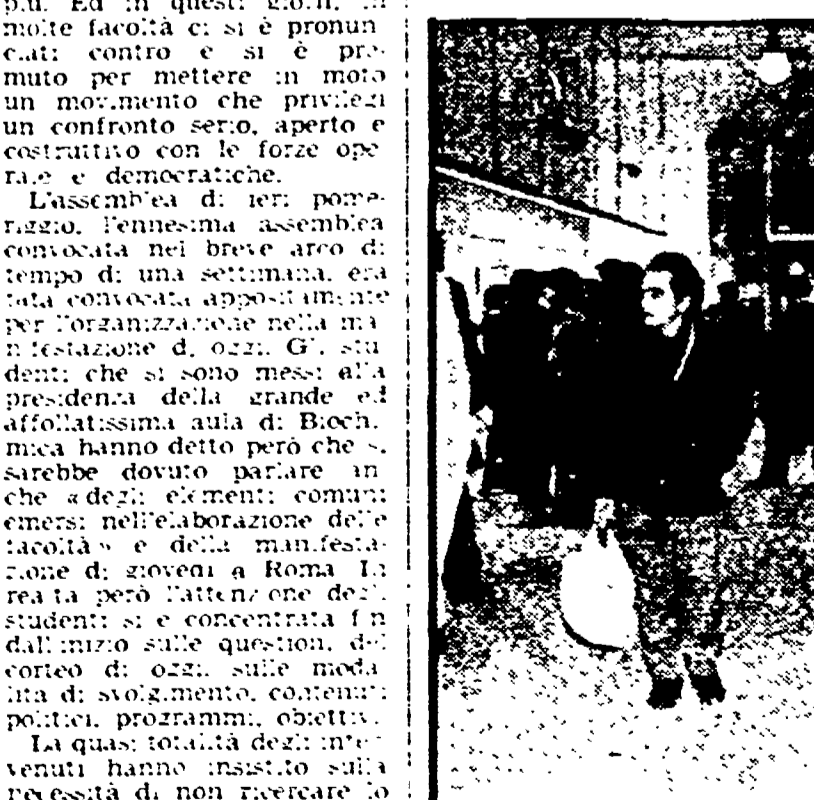 più. Ed in questi giorni, in
molte facoltà ci si è pronun
ciati contro e si è pre-
muto per mettere in moto
un movimento che privilegi
un confronto serio, aperto e
costruttivo con le forze ope
raie e democratiche.
L'assemblea di ieri pome-
riggio, l'ennesima assemblea
convocata nel breve arco di
tempo di una settimana, era
tata convocata appositamente
per l'organizzazione nella ma
nifestazione di oggi. Gli stu
denti che si sono messi alla
presidenza della grande ed
affollatissima aula di Biochi
mica hanno detto però che si
sarebbe dovuto parlare an
che «degli elementi comuni
emersi nell'elaborazione delle
facoltà» e della manifesta-
zione di giovedì a Roma. In
realtà però l'attenzione degli
studenti si è concentrata fin
dall'inizio sulle questioni del
corteo di oggi, sulle moda
lità di svolgimento, contenuti
politici, programmi, obiettivi.
La quasi totalità degli inter-
venuti hanno insistito sulla
necessità di non ricercare lo